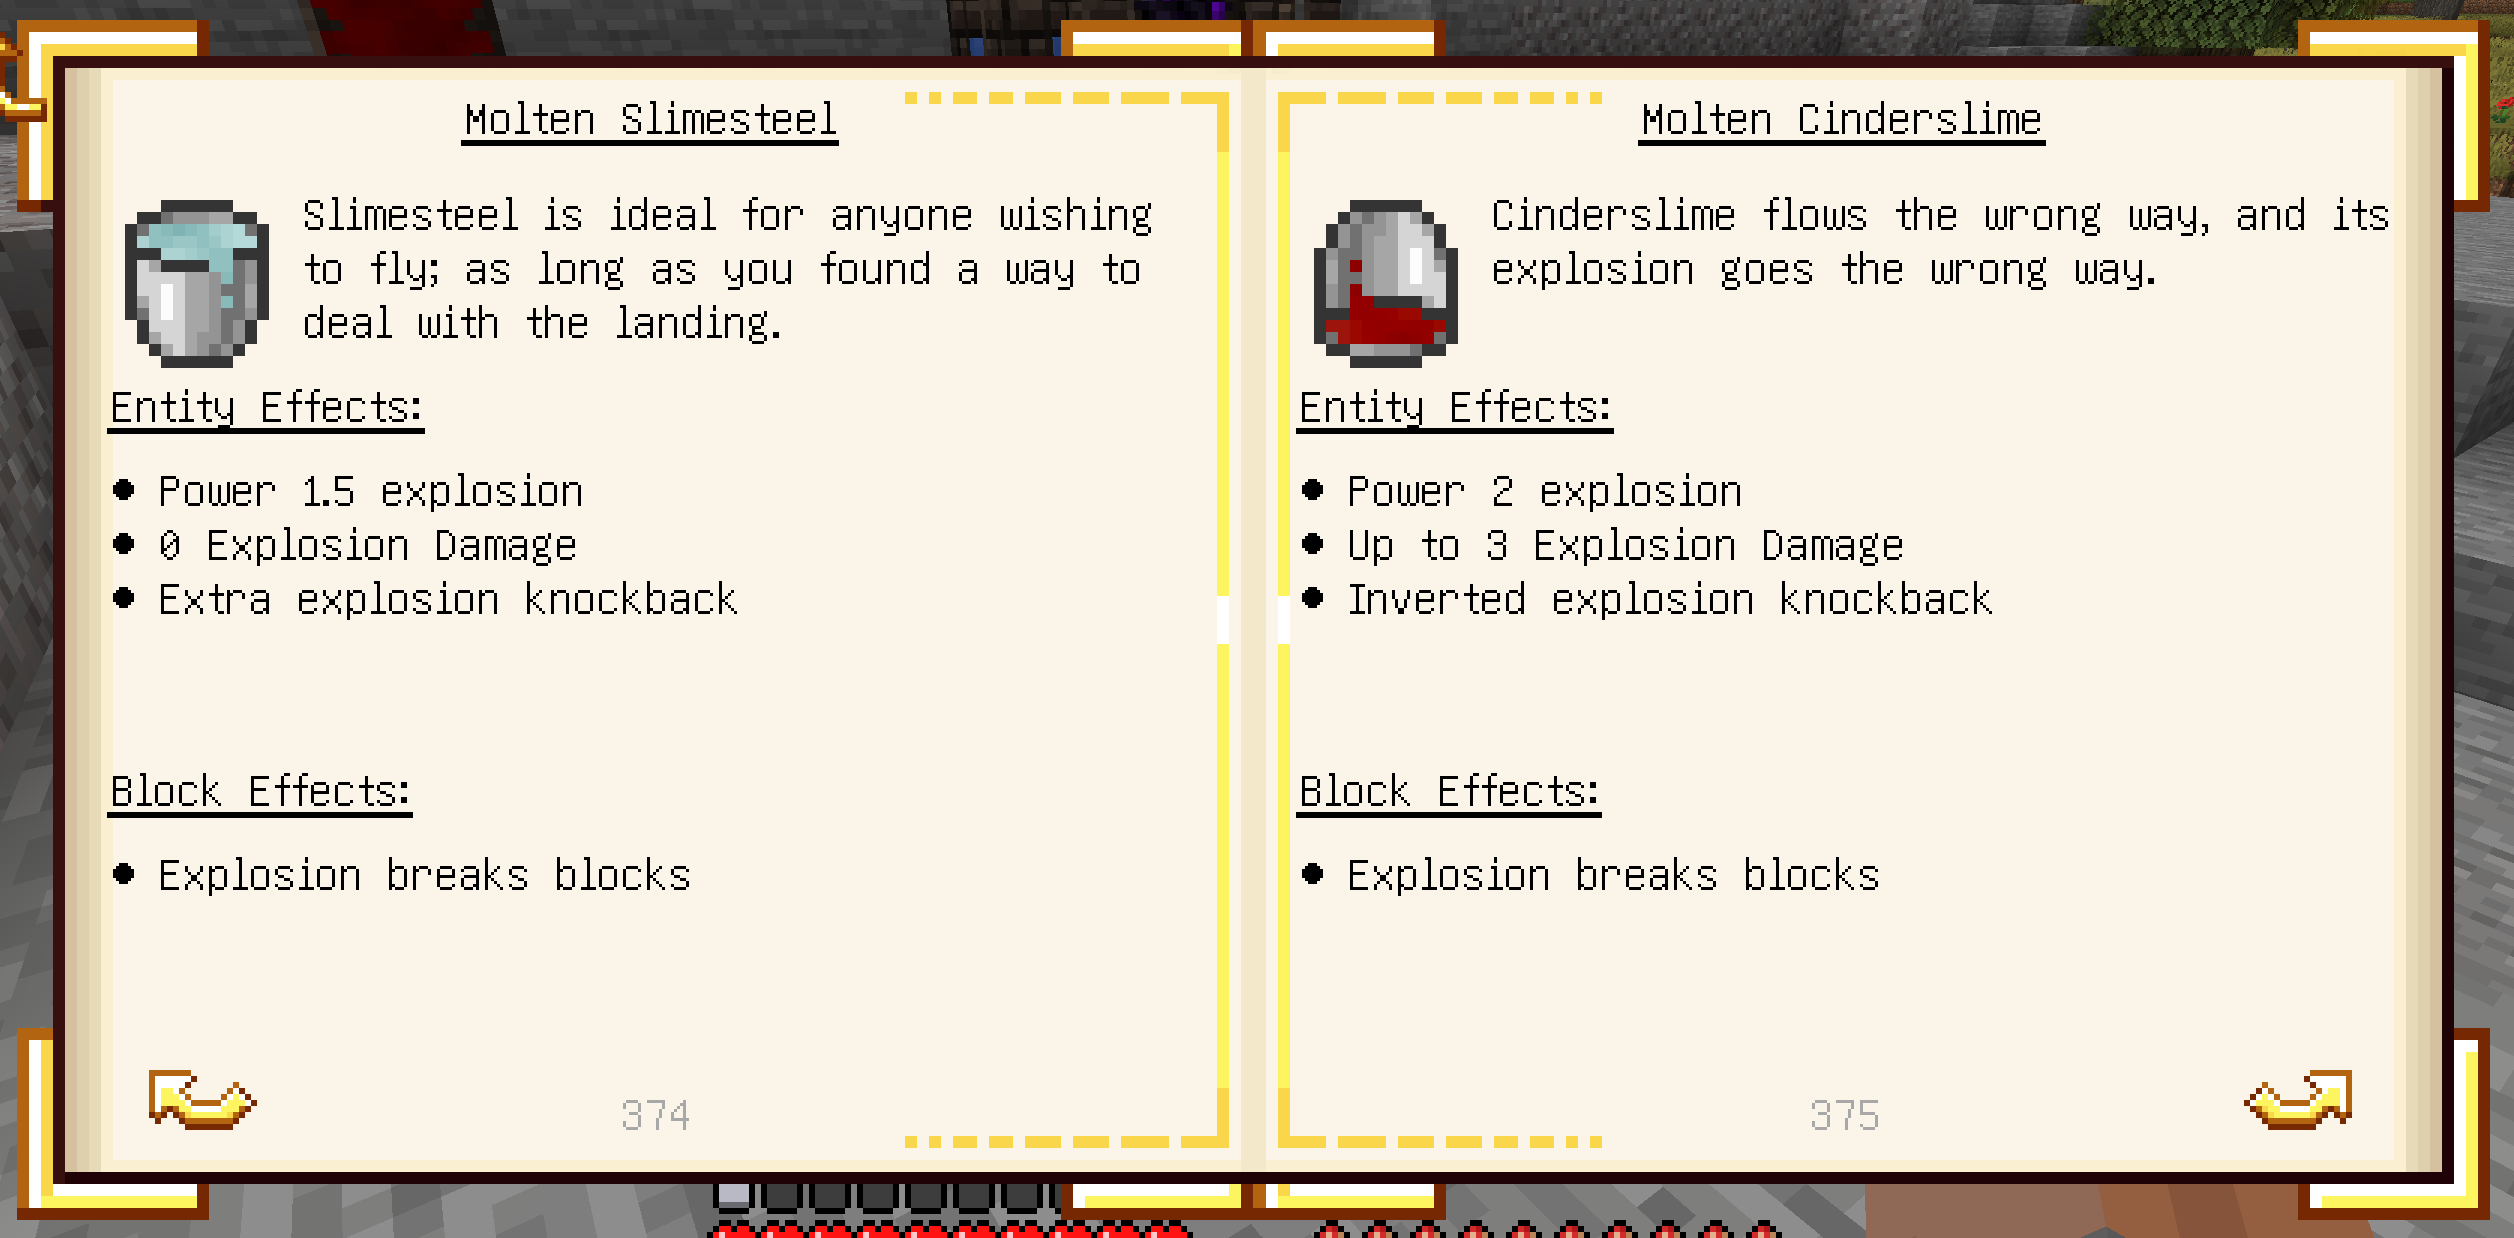 Molten Slimesteel
Slimesteel is ideal for anyone wishing
to fly; as long as you found a way to
deal with the landing.
Entity Effects:
● Power 1.5 explosion
● 0 Explosion Damage
● Extra explosion knockback
Block Effects:
● Explosion breaks blocks
374
Molten Cinderslime
Cinderslime flows the wrong way, and its
explosion goes the wrong way.
Entity Effects:
● Power 2 explosion
● Up to 3 Explosion Damage
● Inverted explosion knockback
Block Effects:
● Explosion breaks blocks
375